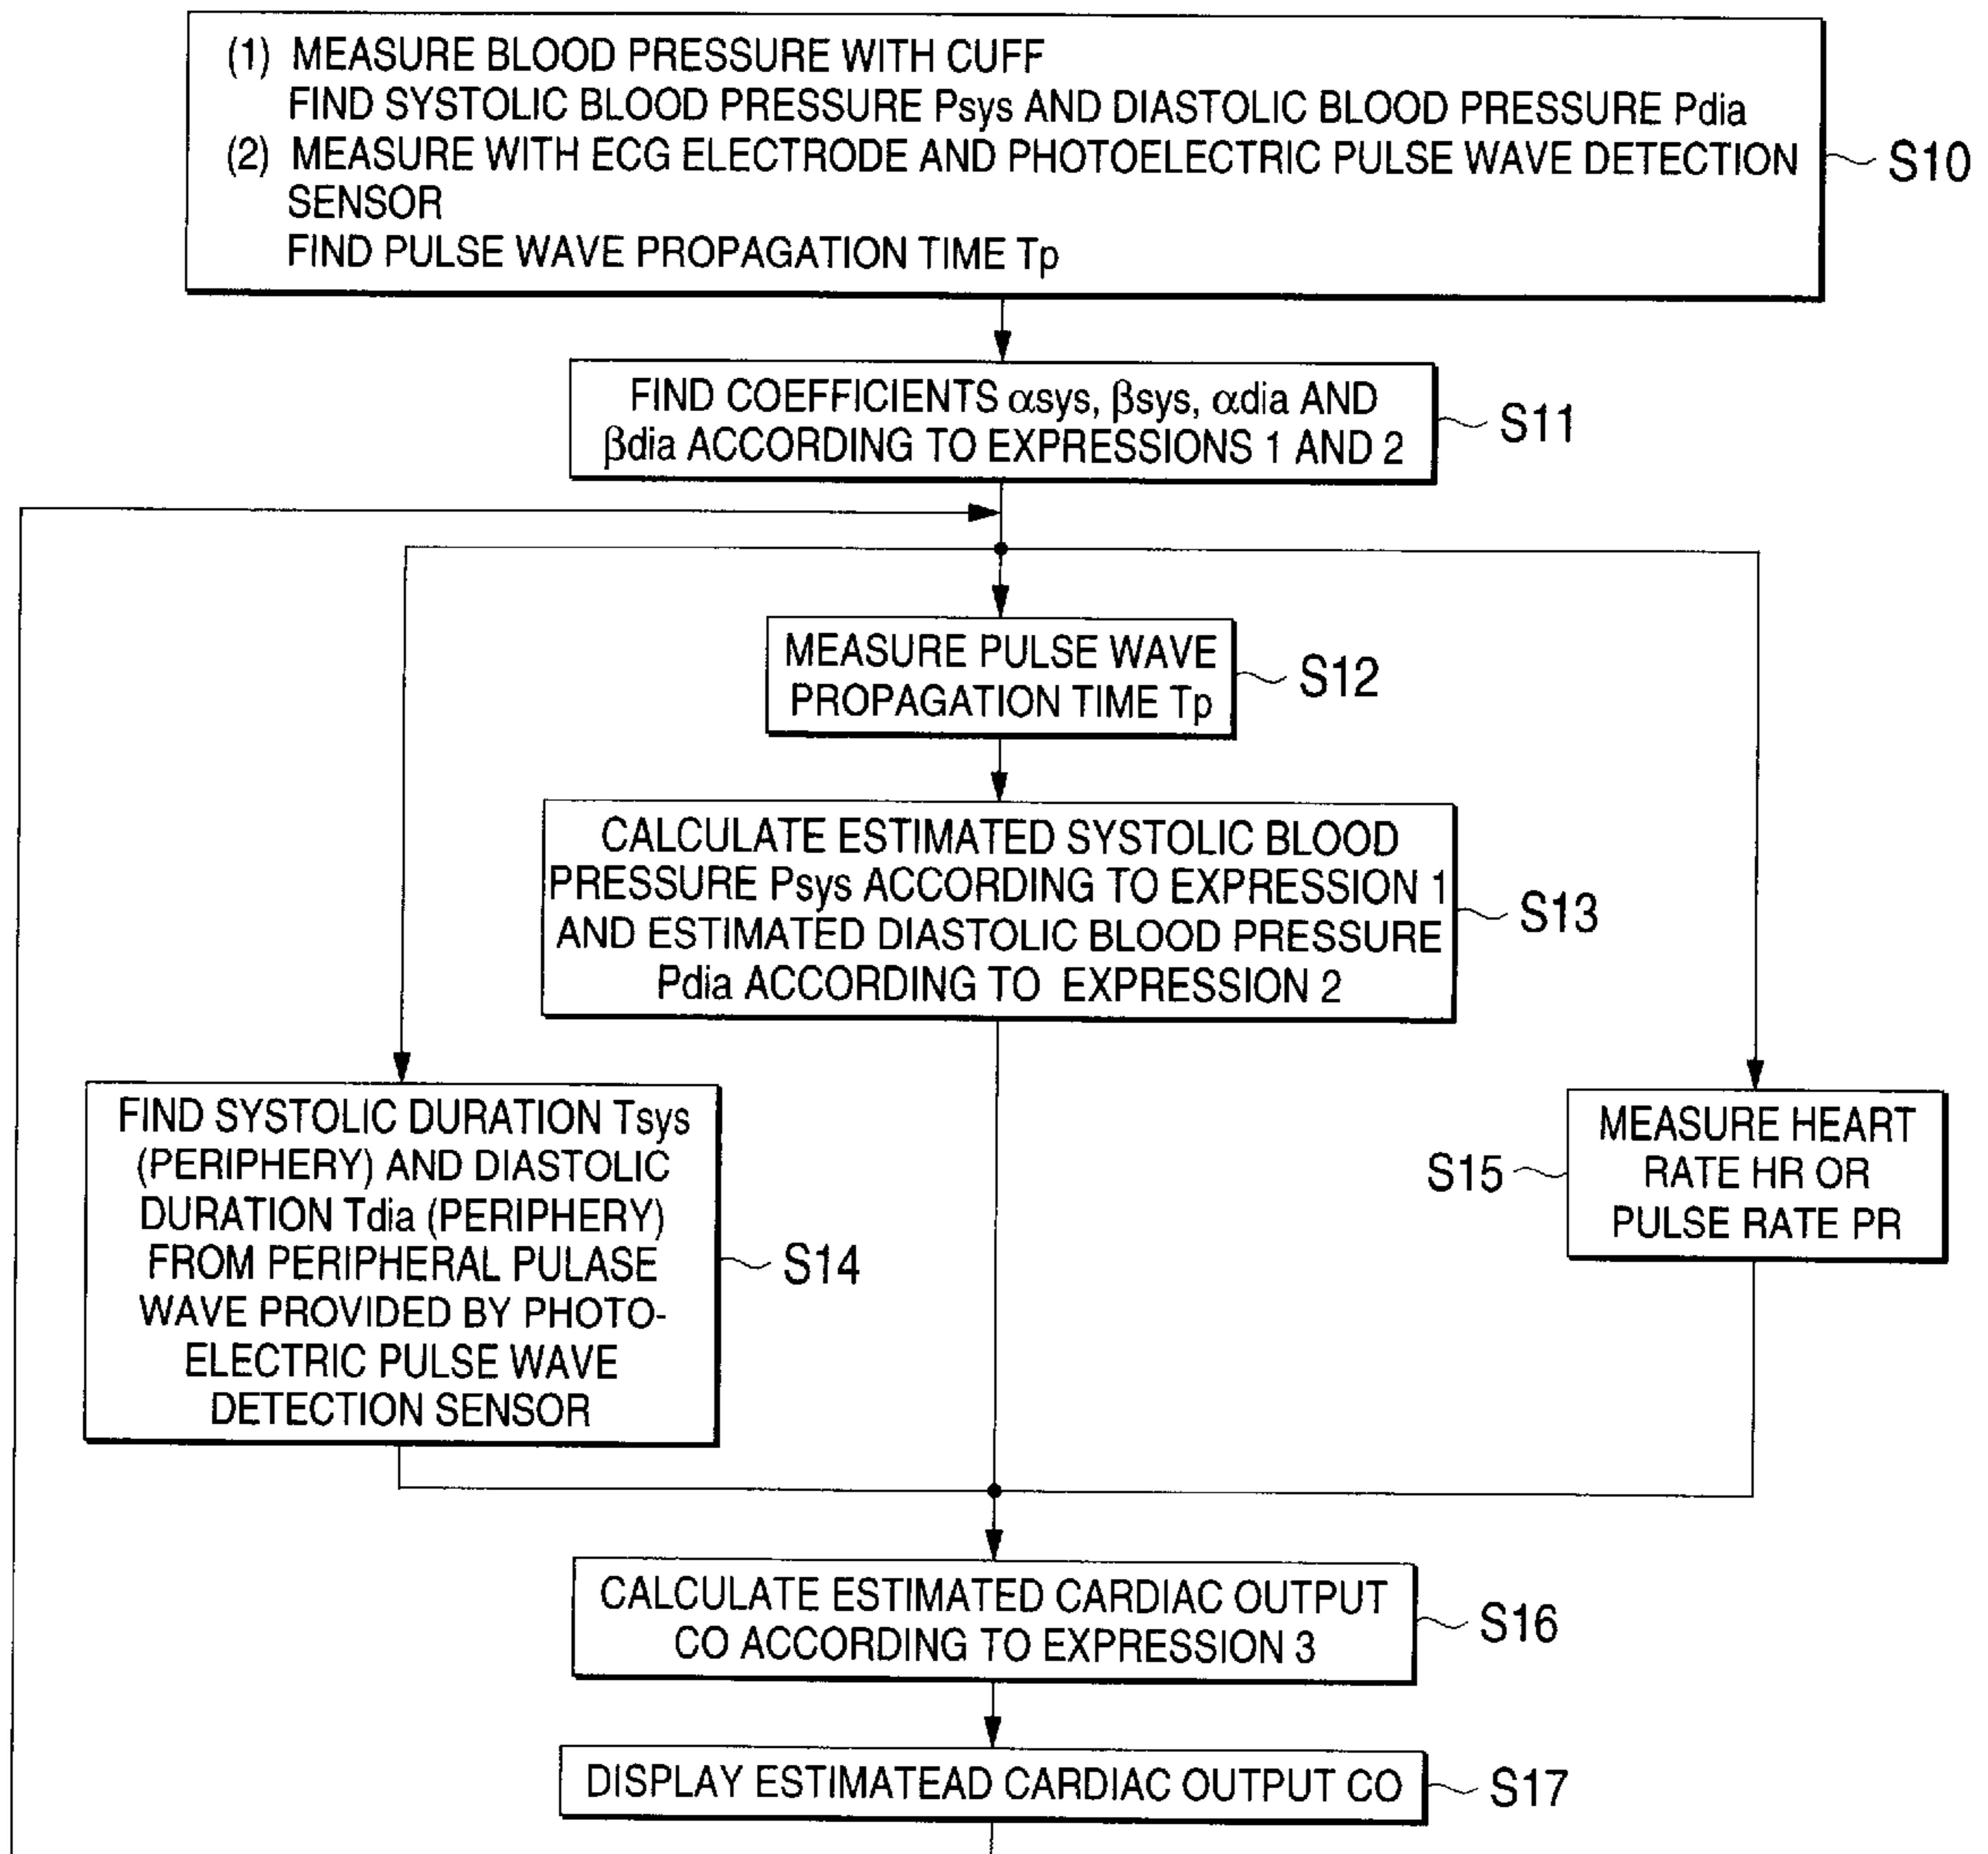 (1) MEASURE BLOOD PRESSURE WITH CUFF
FIND SYSTOLIC BLOOD PRESSURE Psys AND DIASTOLIC BLOOD PRESSURE Pdia
(2) MEASURE WITH ECG ELECTRODE AND PHOTOELECTRIC PULSE WAVE DETECTION
SENSOR
FIND PULSE WAVE PROPAGATION TIME Tp
S10
FIND COEFFICIENTS αsys, βsys, αdia AND
βdia ACCORDING TO EXPRESSIONS 1 AND 2
S11
MEASURE PULSE WAVE
PROPAGATION TIME Tp
S12
CALCULATE ESTIMATED SYSTOLIC BLOOD
PRESSURE Psys ACCORDING TO EXPRESSION 1
AND ESTIMATED DIASTOLIC BLOOD PRESSURE
Pdia ACCORDING TO EXPRESSION 2
S13
FIND SYSTOLIC DURATION Tsys
(PERIPHERY) AND DIASTOLIC
DURATION Tdia (PERIPHERY)
FROM PERIPHERAL PULASE
WAVE PROVIDED BY PHOTO-
ELECTRIC PULSE WAVE
DETECTION SENSOR
S14
MEASURE HEART
RATE HR OR
PULSE RATE PR
S15
CALCULATE ESTIMATED CARDIAC OUTPUT
CO ACCORDING TO EXPRESSION 3
S16
DISPLAY ESTIMATEAD CARDIAC OUTPUT CO
S17